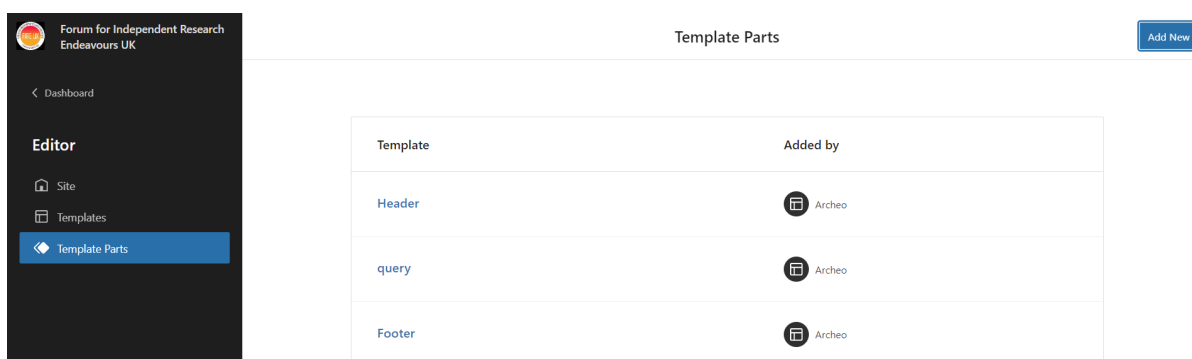 Forum for Independent Research
Endeavours UK
Template Parts
Add New
Dashboard
Editor
Site
Templates
Template Parts
Template Added by
Header Archeo
query Archeo
Footer Archeo